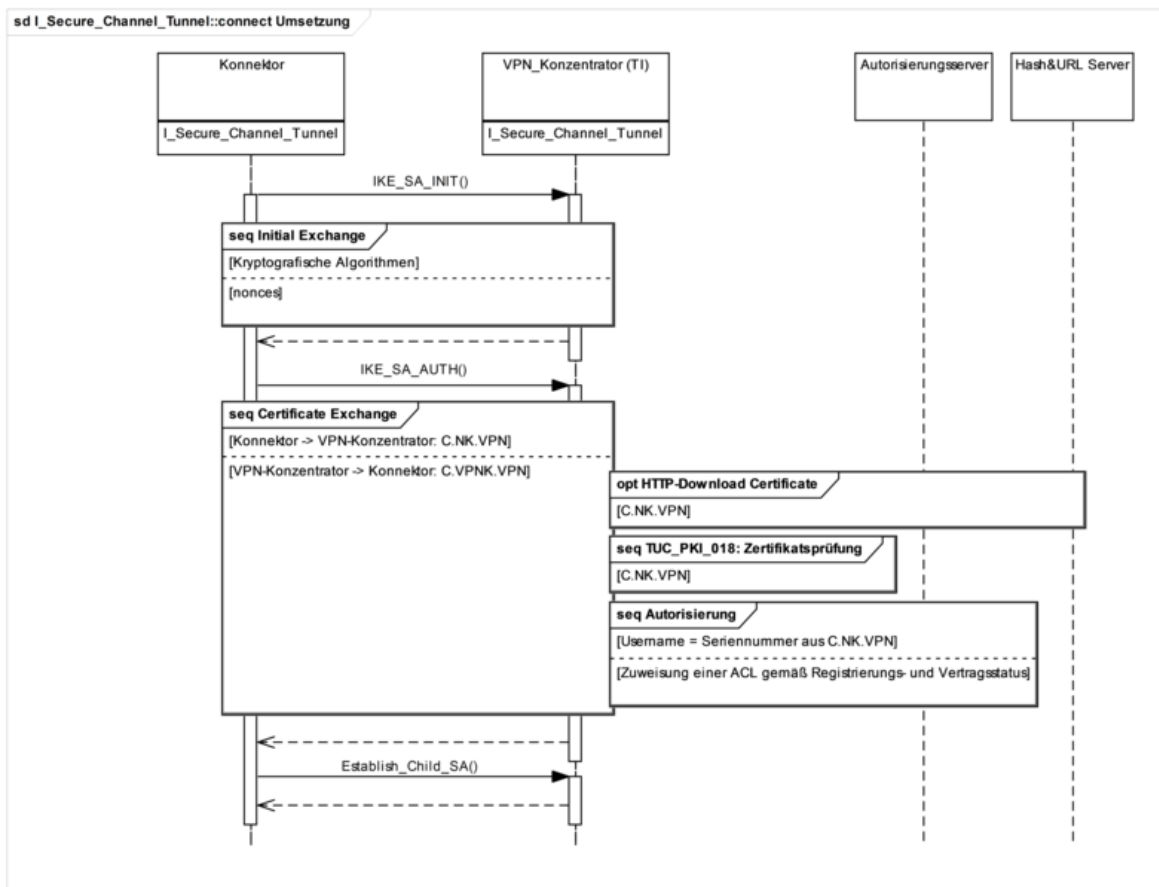 sd I_Secure_Channel_Tunnel::connect Umsetzung
Konnektor
I_Secure_Channel_Tunnel
VPN_Konzentrator (TI)
I_Secure_Channel_Tunnel
Autorisierungsserver
Hash&URL Server
IKE_SA_INIT()
seq Initial Exchange
[Kryptografische Algorithmen]
[nonces]
IKE_SA_AUTH()
seq Certificate Exchange
[Konnektor -> VPN-Konzentrator: C.NK.VPN]
[VPN-Konzentrator -> Konnektor: C.VPNK.VPN]
opt HTTP-Download Certificate
[C.NK.VPN]
seq TUC_PKI_018: Zertifikatsprüfung
[C.NK.VPN]
seq Autorisierung
[Username = Seriennummer aus C.NK.VPN]
[Zuweisung einer ACL gemäß Registrierungs- und Vertragsstatus]
Establish_Child_SA()